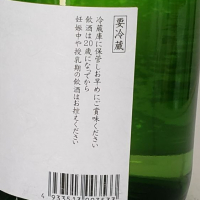 要冷蔵
冷蔵庫に保管しお早めにご賞味ください
飲酒は20歳になってから
妊娠中や授乳期の飲酒はお控えください